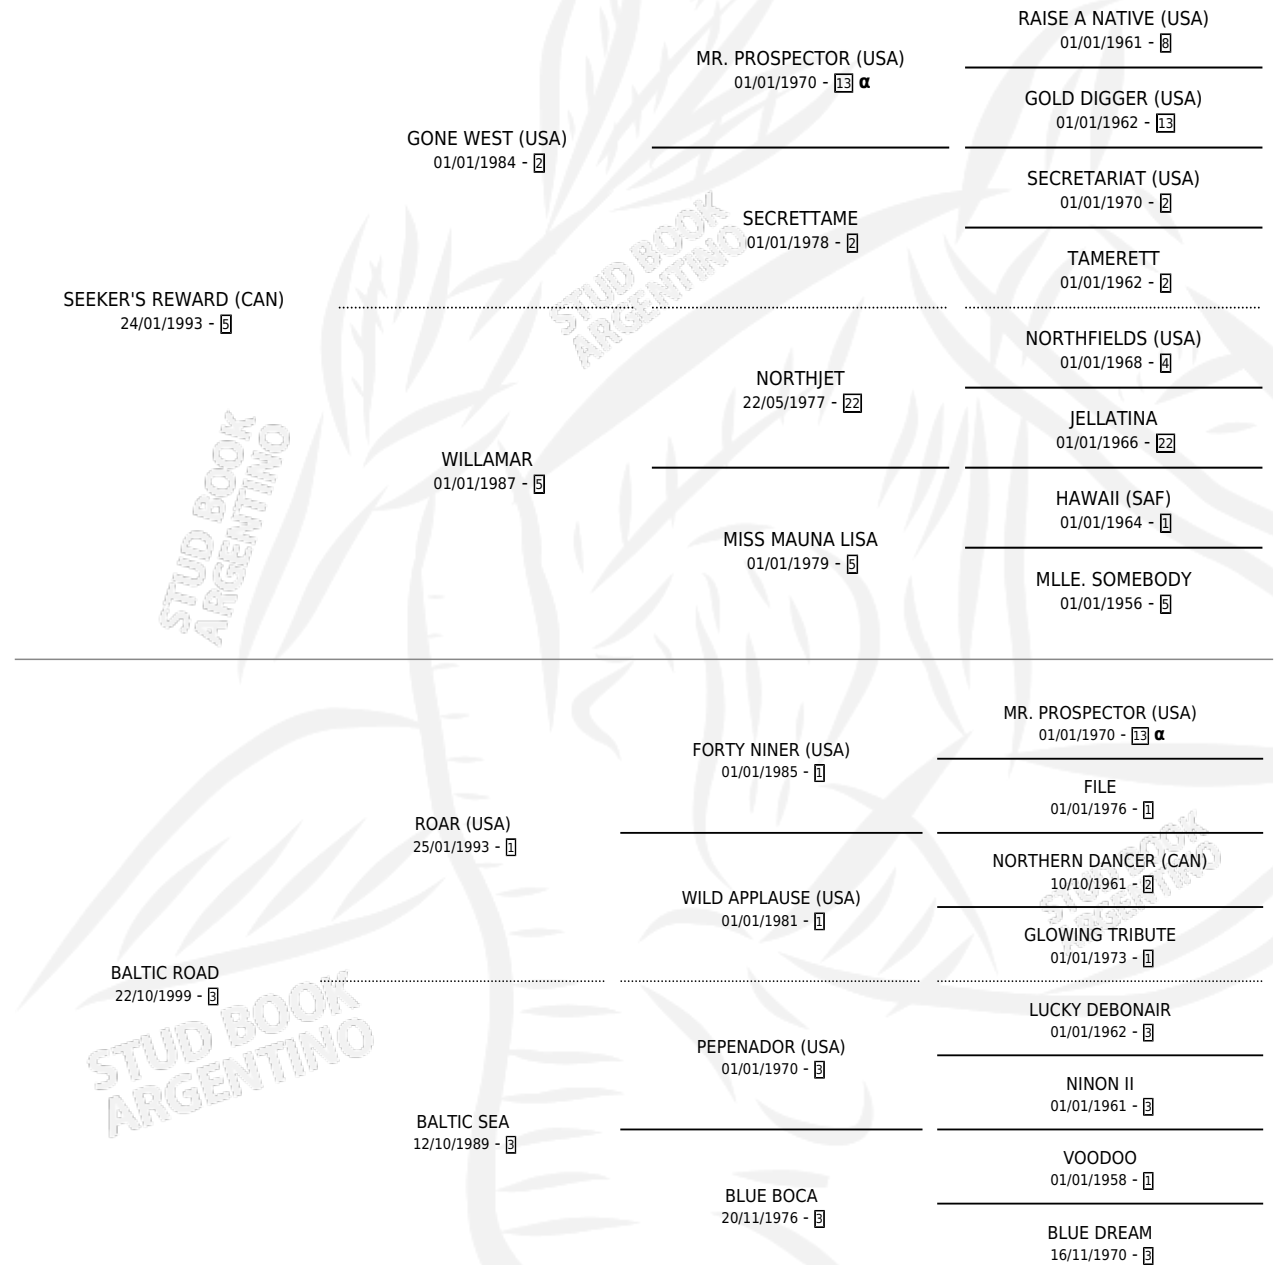 RAISE A NATIVE (USA)
01/01/1961 - 8
MR. PROSPECTOR (USA)
01/01/1970 - 13 α
GOLD DIGGER (USA)
01/01/1962 - 13
GONE WEST (USA)
01/01/1984 - 2
SECRETARIAT (USA)
01/01/1970 - 2
SECRETTAME
01/01/1978 - 2
TAMERETT
01/01/1962 - 2
SEEKER'S REWARD (CAN)
24/01/1993 - 5
NORTHFIELDS (USA)
01/01/1968 - 4
NORTHJET
22/05/1977 - 22
JELLATINA
01/01/1966 - 22
WILLAMAR
01/01/1987 - 5
HAWAII (SAF)
01/01/1964 - 1
MISS MAUNA LISA
01/01/1979 - 5
MLLE. SOMEBODY
01/01/1956 - 5
MR. PROSPECTOR (USA)
01/01/1970 - 13 α
FORTY NINER (USA)
01/01/1985 - 1
FILE
01/01/1976 - 1
ROAR (USA)
25/01/1993 - 1
NORTHERN DANCER (CAN)
10/10/1961 - 2
WILD APPLAUSE (USA)
01/01/1981 - 1
GLOWING TRIBUTE
01/01/1973 - 1
BALTIC ROAD
22/10/1999 - 3
LUCKY DEBONAIR
01/01/1962 - 3
PEPENADOR (USA)
01/01/1970 - 3
NINON II
01/01/1961 - 3
BALTIC SEA
12/10/1989 - 3
VOODOO
01/01/1958 - 1
BLUE BOCA
20/11/1976 - 3
BLUE DREAM
16/11/1970 - 3
STUD BOOK
ARGENTINO
STUD BOOK
ARGENTINO
STUD BOOK
ARGENTINO
STUD BOOK
ARGENTINO